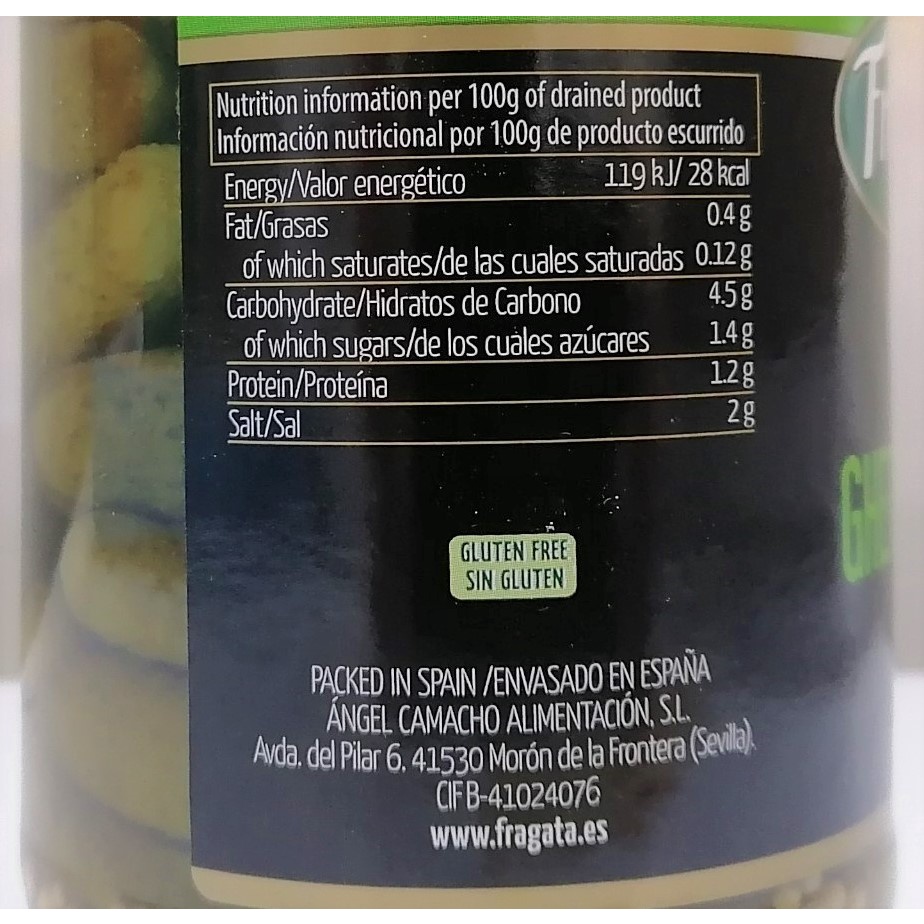 Nutrition information per 100g of drained product
Información nutricional por 100g de producto escurrido
Energy/Valor energético 119 kJ/ 28 kcal
Fat/Grasas 0.4 g
of which saturates/de las cuales saturadas 0.12 g
Carbohydrate/Hidratos de Carbono 4.5 g
of which sugars/de los cuales azúcares 1.4 g
Protein/Proteína 1.2 g
Salt/Sal 2 g
GLUTEN FREE
SIN GLUTEN
PACKED IN SPAIN /ENVASADO EN ESPAÑA
ÁNGEL CAMACHO ALIMENTACIÓN, S.L.
Avda. del Pilar 6. 41530 Morón de la Frontera (Sevilla).
CIF B-41024076
www.fragata.es